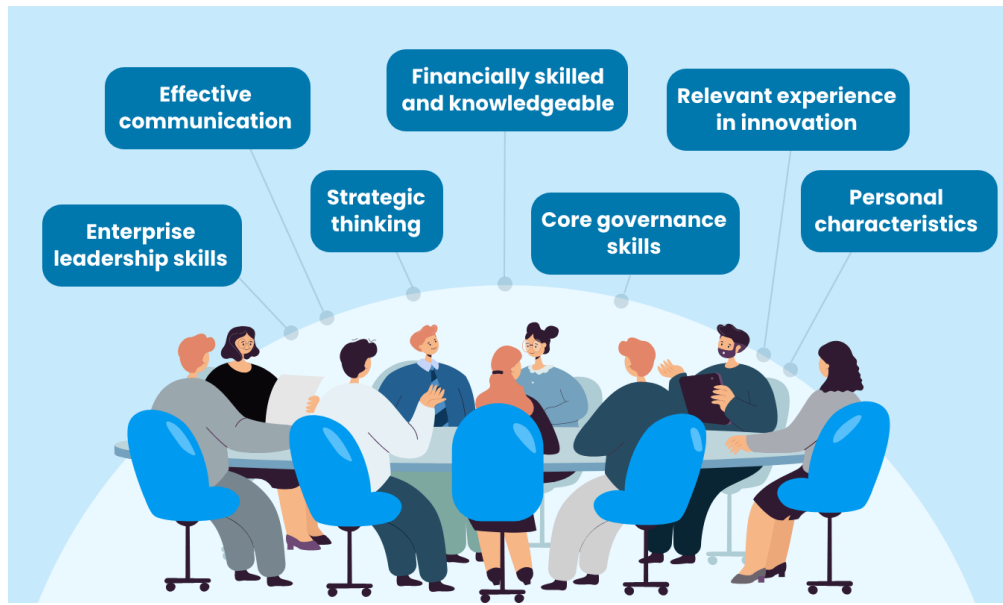 Effective
communication
Financially skilled
and knowledgeable
Relevant experience
in innovation
Enterprise
leadership skills
Strategic
thinking
Core governance
skills
Personal
characteristics